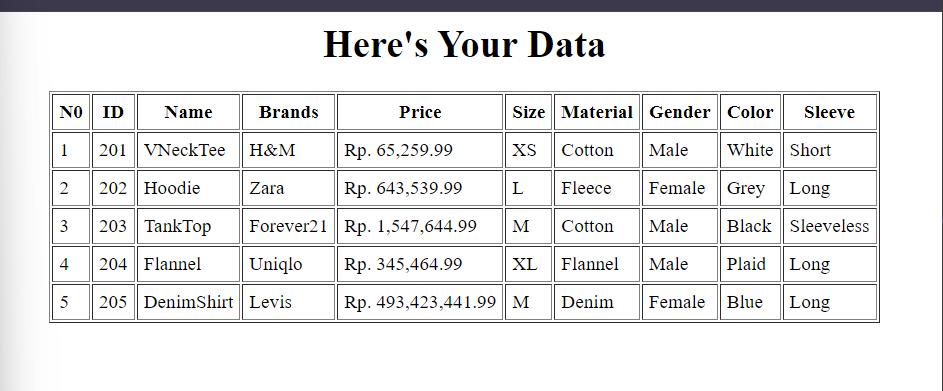 Here's Your Data
N0 ID Name Brands Price Size Material Gender Color Sleeve
1 201 VNeckTee H&M Rp. 65,259.99 XS Cotton Male White Short
2 202 Hoodie Zara Rp. 643,539.99 L Fleece Female Grey Long
3 203 TankTop Forever21 Rp. 1,547,644.99 M Cotton Male Black Sleeveless
4 204 Flannel Uniqlo Rp. 345,464.99 XL Flannel Male Plaid Long
5 205 DenimShirt Levis Rp. 493,423,441.99 M Denim Female Blue Long